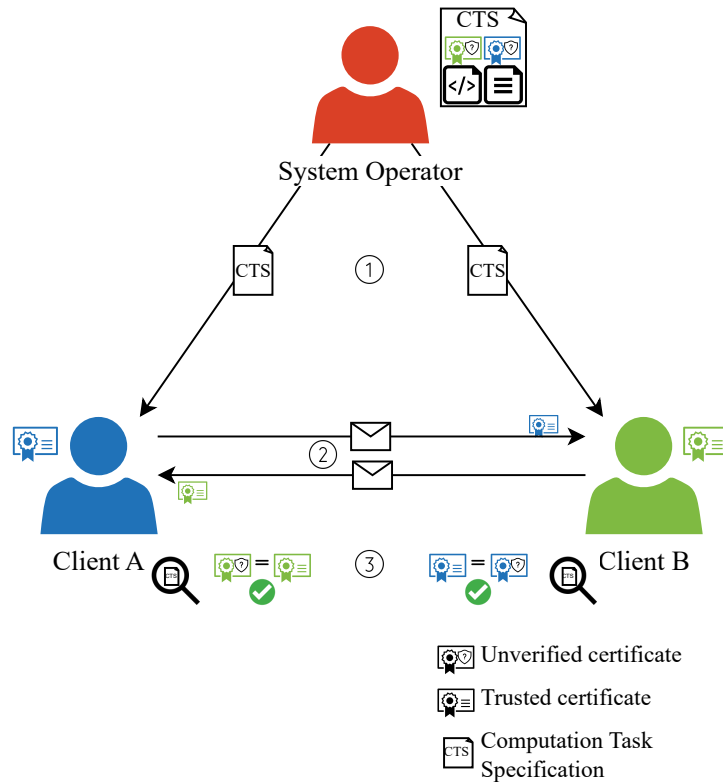 CTS
</>
System Operator
CTS
CTS
1
2
Client A
Client B
CTS
3
CTS
? Unverified certificate
Trusted certificate
CTS
Computation Task
Specification